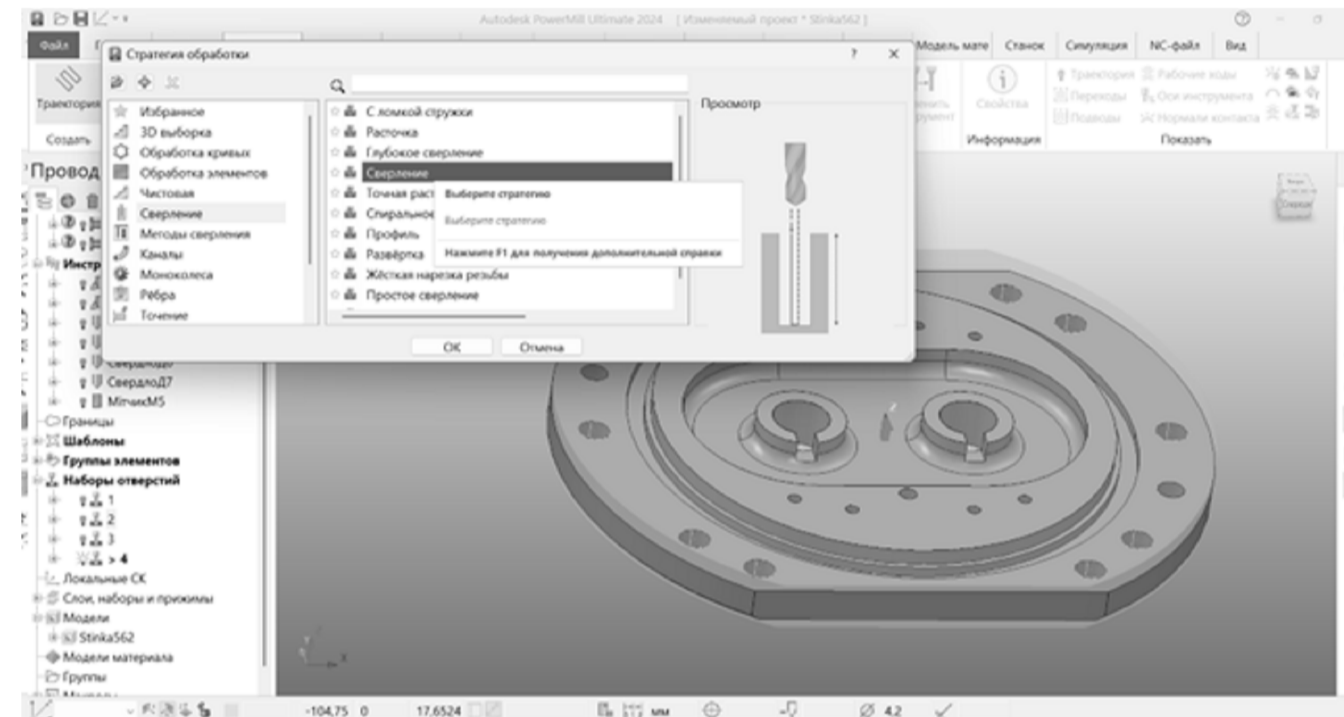 Autodesk PowerMill Ultimate 2024 [ Изменяемый проект * Stinka562 ]
Файл
Модель мате Станок Симуляция NC-файл Вид
Стратегия обработки
? ×
Траектория
Создать
Свойства
Информация
Траектория Рабочие ходы
Переходы Оси инструмента
Подводы Нормали контакта
Показать
Избранное
3D выборка
Обработка кривых
Обработка элементов
Чистовая
Сверление
Методы сверления
Каналы
Моноколеса
Рёбра
Точение
С ломкой стружки
Расточка
Глубокое сверление
Сверление
Точная раст
Спиральное
Профиль
Развёртка
Жёсткая нарезка резьбы
Простое сверление
Выберите стратегию
Выберите стратегию
Нажмите F1 для получения дополнительной справки
Просмотр
OK Отмена
Провод
Инстр
СверлоД7
МітчикМ5
Границы
Шаблоны
Группы элементов
Наборы отверстий
1
2
3
> 4
Локальные СК
Слои, наборы и прижимы
Модели
Stinka562
Модели материала
Группы
-104,75 0 17,6524 мм 4.2